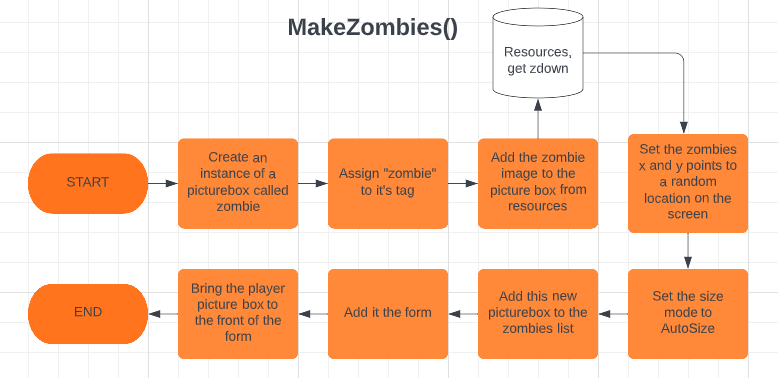 MakeZombies()
Resources,
get zdown
START
Create an
instance of a
picturebox called
zombie
Assign "zombie"
to it's tag
Add the zombie
image to the
picture box from
resources
Set the zombies
x and y points to
a random
location on the
screen
Set the size
mode to
AutoSize
Add this new
picturebox to the
zombies list
Add it the form
Bring the player
picture box to
the front of the
form
END